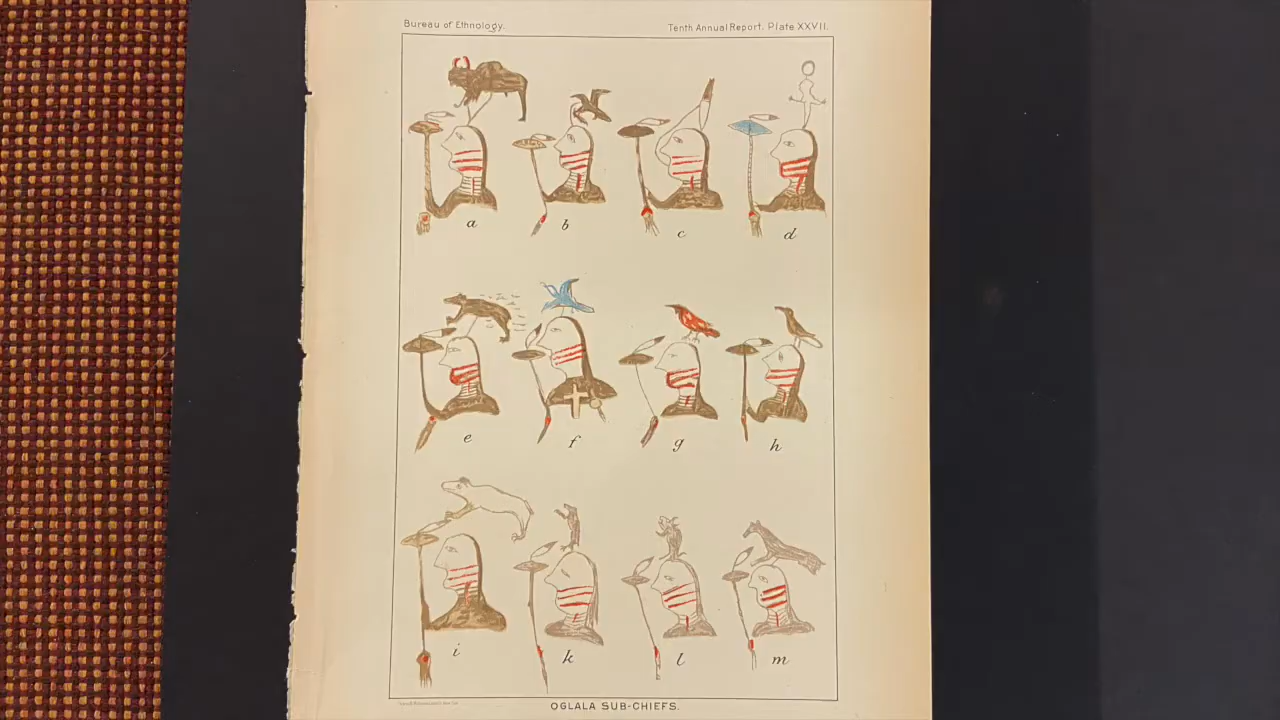 Bureau of Ethnology.
Tenth Annual Report. Plate XXVII.
a
b
c
d
e
f
g
h
i
k
l
m
OGLALA SUB-CHIEFS.